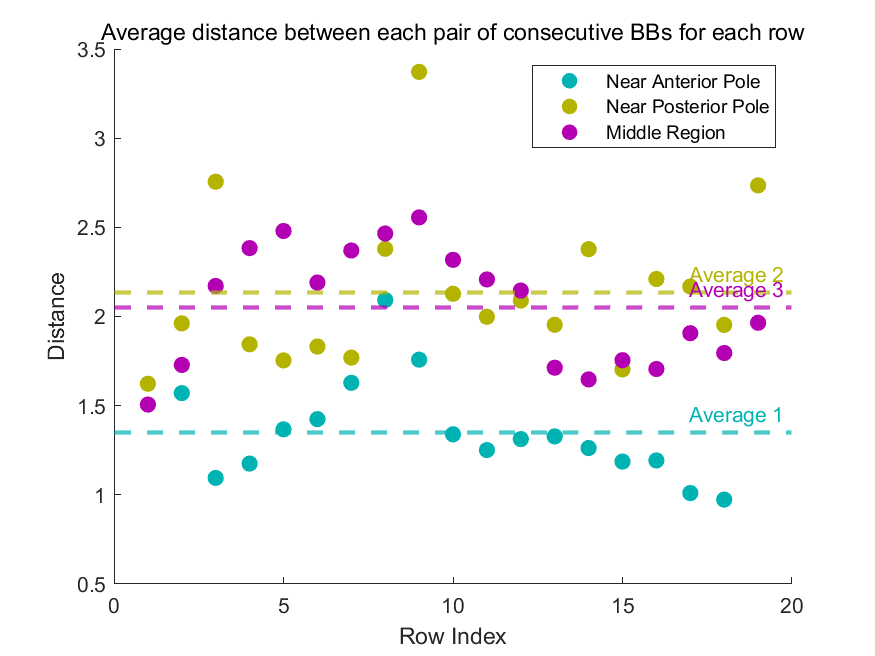 Average distance between each pair of consecutive BBs for each row
3.5
3
2.5
2
1.5
1
0.5
Distance
Near Anterior Pole
Near Posterior Pole
Middle Region
Average 2
Average 3
Average 1
0
5
10
15
20
Row Index